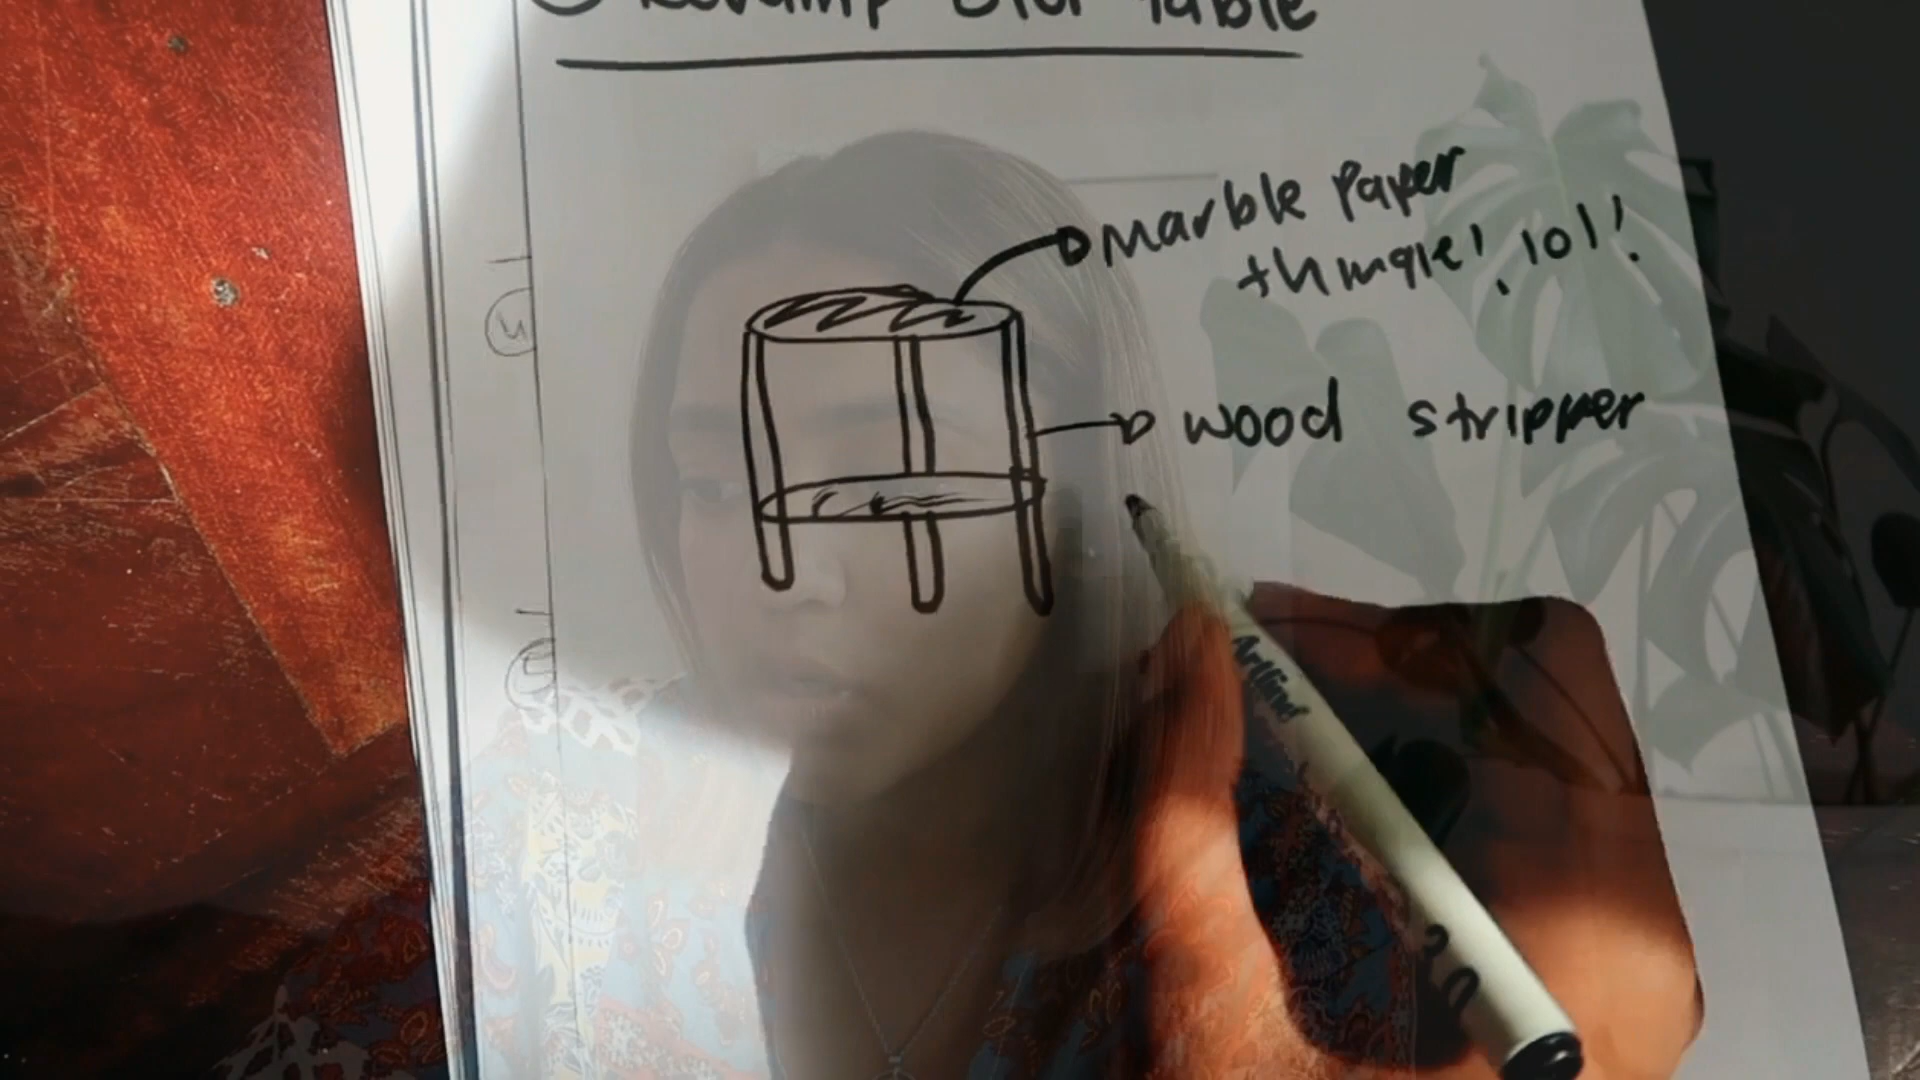 Revamp Old Table
marble paper
thingie!, lol!
wood stripper
Artline